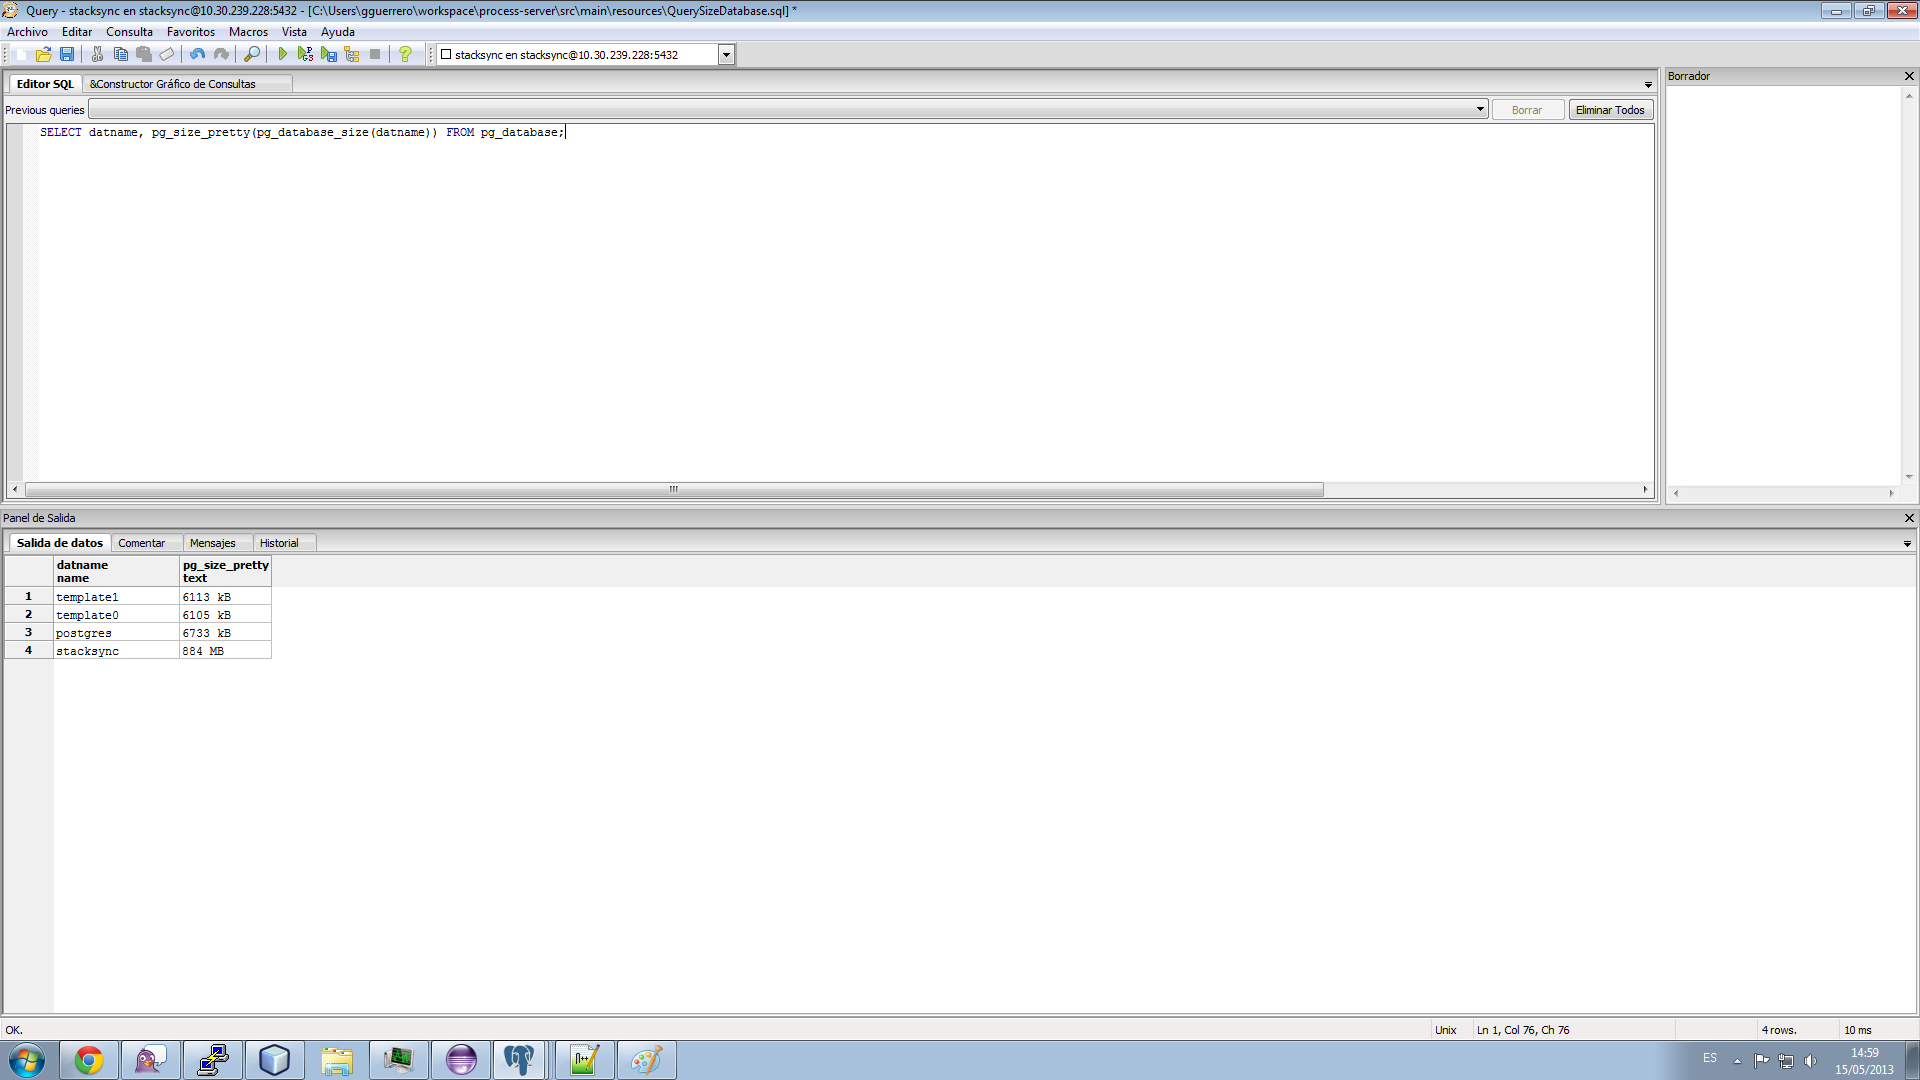 Query - stacksync en stacksync@10.30.239.228:5432 - [C:\Users\gguerrero\workspace\process-server\src\main\resources\QuerySizeDatabase.sql] *
Archivo Editar Consulta Favoritos Macros Vista Ayuda
stacksync en stacksync@10.30.239.228:5432
Editor SQL &Constructor Gráfico de Consultas
Previous queries Borrar Eliminar Todos
SELECT datname, pg_size_pretty(pg_database_size(datname)) FROM pg_database;
Borrador
Panel de Salida
Salida de datos Comentar Mensajes Historial
datname pg_size_pretty
name text
1 template1 6113 kB
2 template0 6105 kB
3 postgres 6733 kB
4 stacksync 884 MB
OK. Unix Ln 1, Col 76, Ch 76 4 rows. 10 ms
ES 14:59
15/05/2013